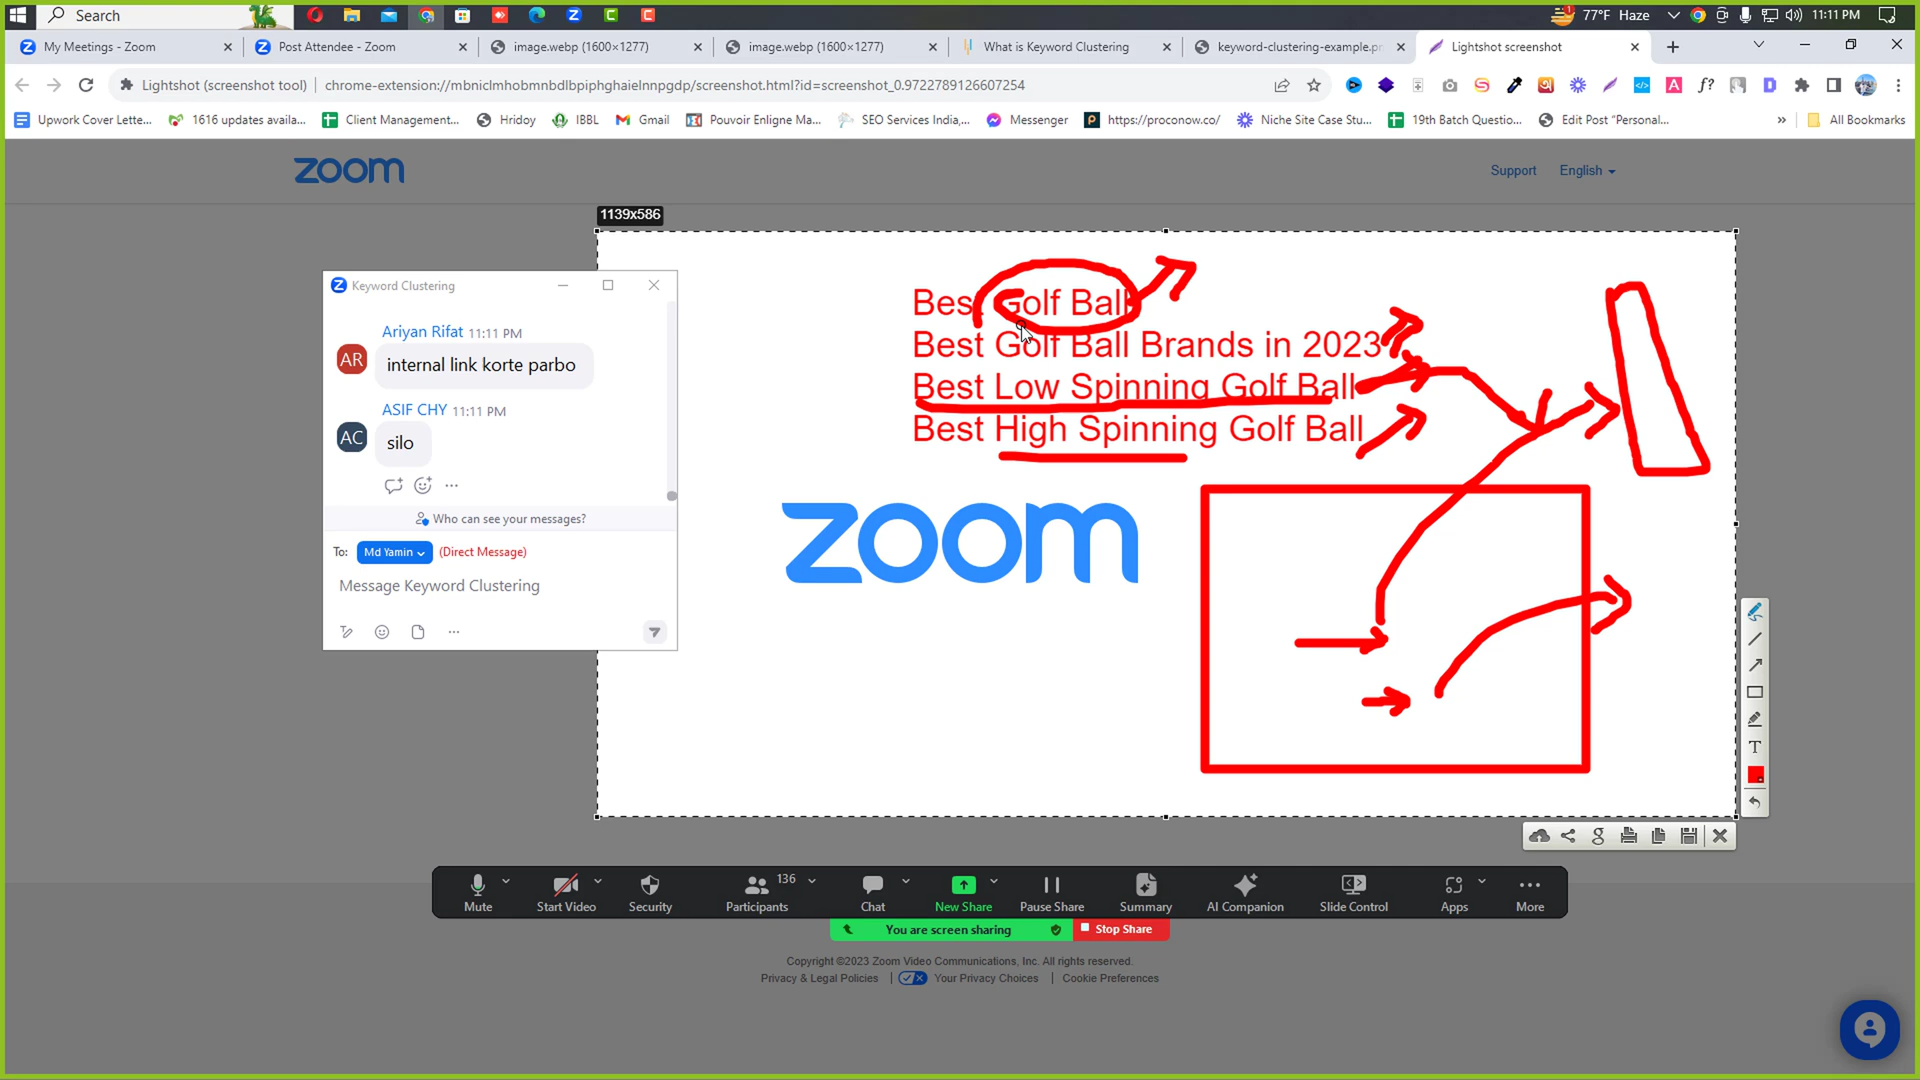 Search
77°F Haze
11:11 PM
My Meetings - Zoom
Post Attendee - Zoom
image.webp (1600×1277)
image.webp (1600×1277)
What is Keyword Clustering
keyword-clustering-example.pn
Lightshot screenshot
Lightshot (screenshot tool)
chrome-extension://mbniclmhobmnbdlbpiphghaielnnpgdp/screenshot.html?id=screenshot_0.9722789126607254
Upwork Cover Lette...
1616 updates availa...
Client Management...
Hridoy
IBBL
Gmail
Pouvoir Enligne Ma...
SEO Services India,...
Messenger
https://proconow.co/
Niche Site Case Stu...
19th Batch Questio...
Edit Post "Personal...
»
All Bookmarks
zoom
Support
English
1139x586
Best Golf Ball
Best Golf Ball Brands in 2023
Best Low Spinning Golf Ball
Best High Spinning Golf Ball
zoom
Keyword Clustering
Ariyan Rifat 11:11 PM
AR
internal link korte parbo
ASIF CHY 11:11 PM
AC
silo
Who can see your messages?
To: Md Yamin (Direct Message)
Message Keyword Clustering
T
Mute
Start Video
Security
136
Participants
Chat
New Share
Pause Share
Summary
AI Companion
Slide Control
Apps
More
You are screen sharing
Stop Share
Copyright ©2023 Zoom Video Communications, Inc. All rights reserved.
Privacy & Legal Policies | Your Privacy Choices | Cookie Preferences